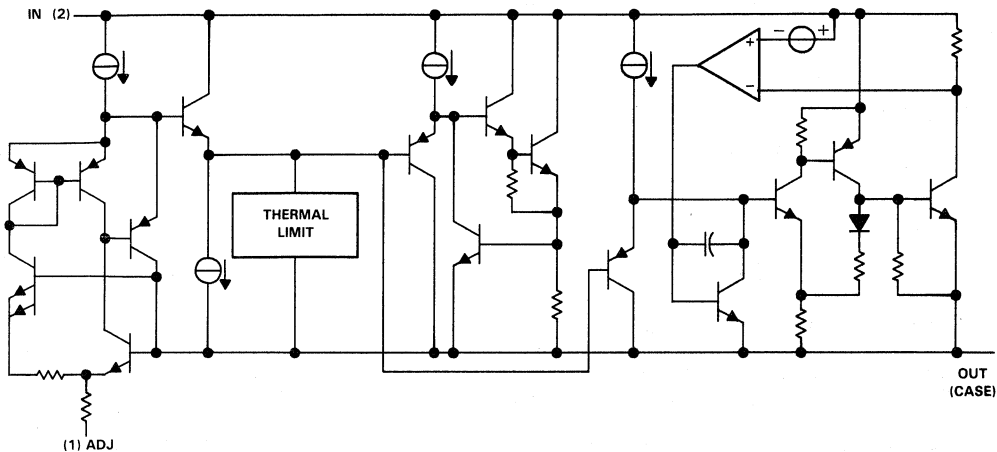 IN (2)
+
−
− +
THERMAL
LIMIT
OUT
(CASE)
(1) ADJ